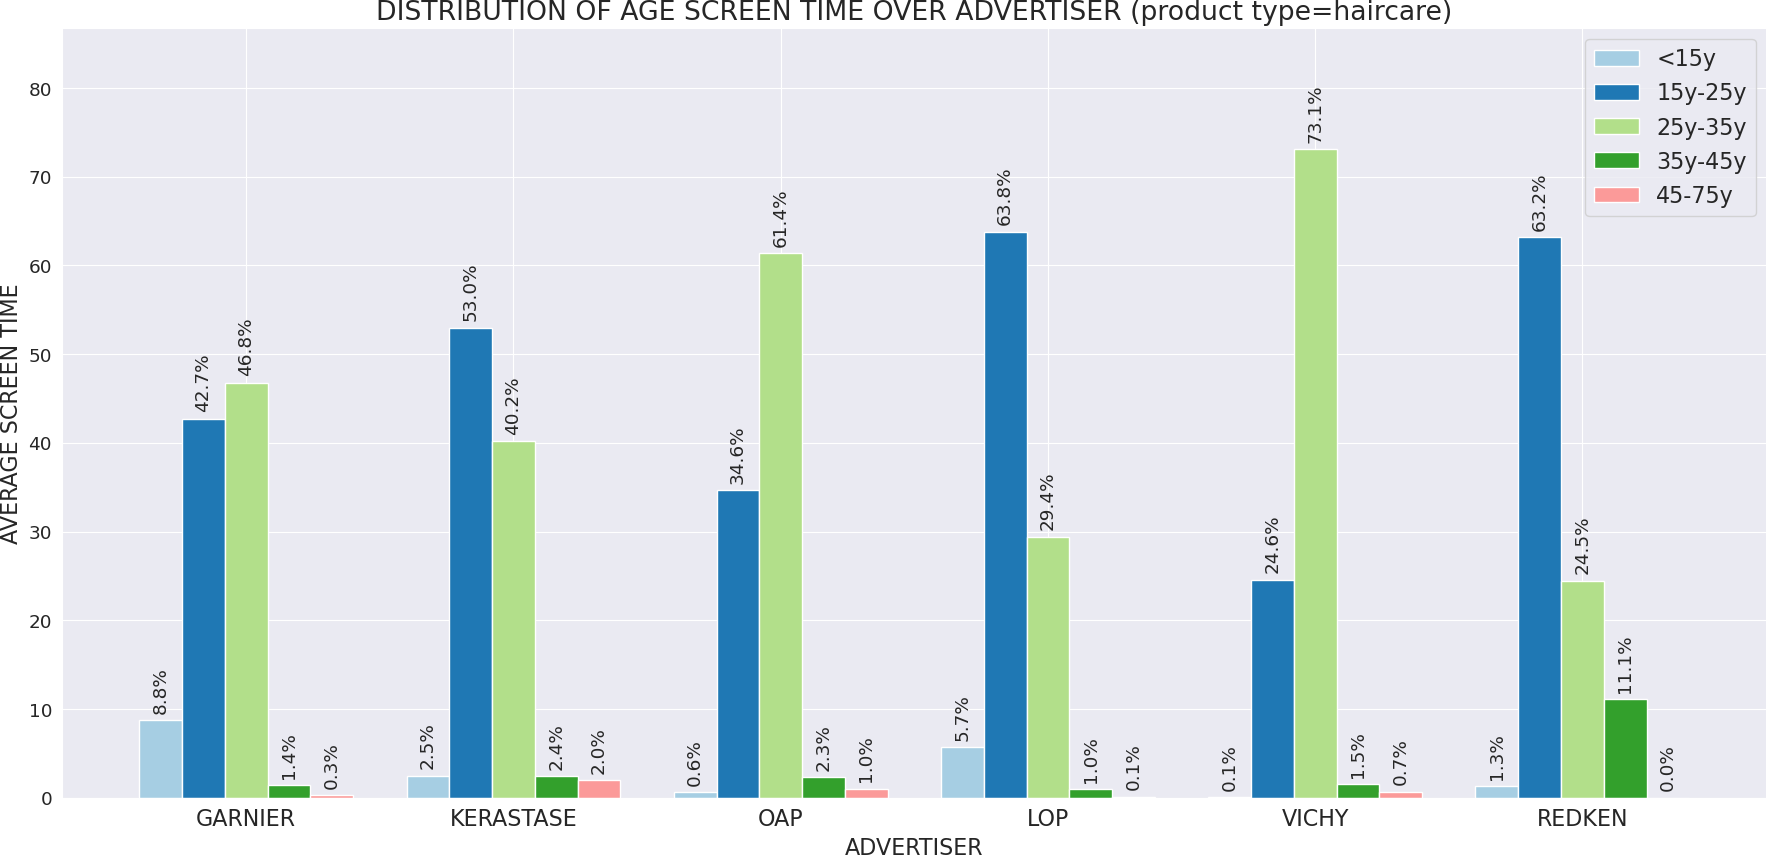 DISTRIBUTION OF AGE SCREEN TIME OVER ADVERTISER (product type=haircare)
<15y
15y-25y
25y-35y
35y-45y
45-75y
AVERAGE SCREEN TIME
80
70
60
50
40
30
20
10
0
8.8%
42.7%
46.8%
1.4%
0.3%
2.5%
53.0%
40.2%
2.4%
2.0%
0.6%
34.6%
61.4%
2.3%
1.0%
5.7%
63.8%
29.4%
1.0%
0.1%
0.1%
24.6%
73.1%
1.5%
0.7%
1.3%
63.2%
24.5%
11.1%
0.0%
GARNIER
KERASTASE
OAP
LOP
VICHY
REDKEN
ADVERTISER